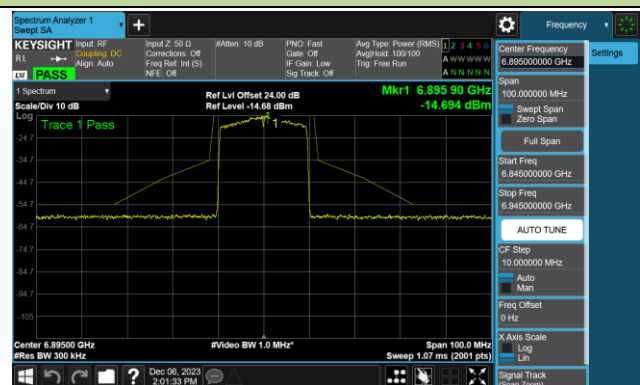 Spectrum Analyzer 1
Swept SA
Frequency
KEYSIGHT
Input: RF
Coupling: DC
Align: Auto
RL
LW
PASS
Input Z: 50 Ω
Corrections: Off
Freq Ref: Int (S)
NFE: Off
#Atten: 10 dB
PNO: Fast
Gate: Off
IF Gain: Low
Sig Track: Off
Avg Type: Power (RMS)
Avg|Hold: 100/100
Trig: Free Run
1 2 3 4 5 6
A W W W W W
A N N N N N
1 Spectrum
Scale/Div 10 dB
Ref Lvl Offset 24.00 dB
Ref Level -14.68 dBm
Mkr1 6.895 90 GHz
-14.694 dBm
Log
Trace 1 Pass
1
-24.7
-34.7
-44.7
-54.7
-64.7
-74.7
-84.7
-94.7
-105
Center 6.89500 GHz
#Res BW 300 kHz
#Video BW 1.0 MHz*
Span 100.0 MHz
Sweep 1.07 ms (2001 pts)
Dec 06, 2023
2:01:33 PM
Center Frequency
6.895000000 GHz
Settings
Span
100.000000 MHz
Swept Span
Zero Span
Full Span
Start Freq
6.845000000 GHz
Stop Freq
6.945000000 GHz
AUTO TUNE
CF Step
10.000000 MHz
Auto
Man
Freq Offset
0 Hz
X Axis Scale
Log
Lin
Signal Track
(Span Zoom)